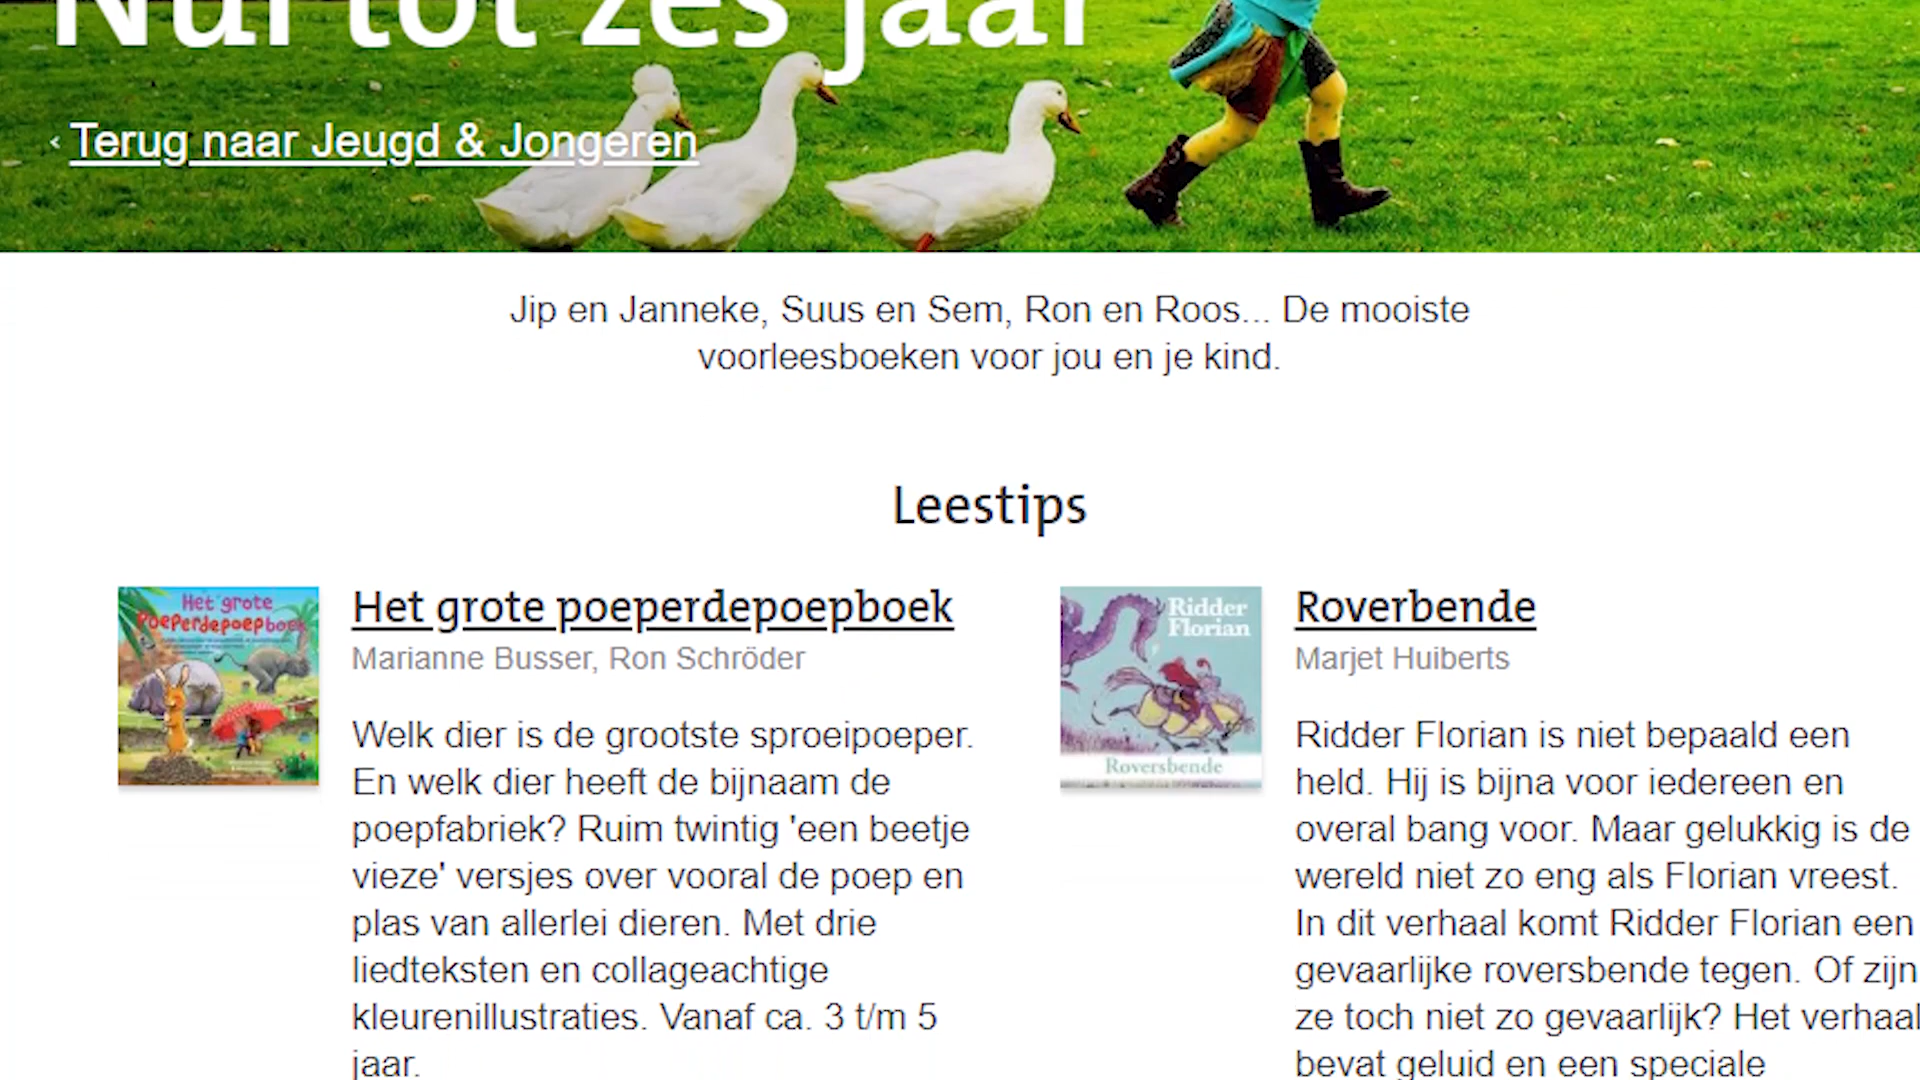 Nul tot zes jaar
‹ Terug naar Jeugd & Jongeren
Jip en Janneke, Suus en Sem, Ron en Roos... De mooiste
voorleesboeken voor jou en je kind.
Leestips
Het grote
Poeperdepoepboek
Het grote poeperdepoepboek
Marianne Busser, Ron Schröder
Welk dier is de grootste sproeipoeper.
En welk dier heeft de bijnaam de
poepfabriek? Ruim twintig 'een beetje
vieze' versjes over vooral de poep en
plas van allerlei dieren. Met drie
liedteksten en collageachtige
kleurenillustraties. Vanaf ca. 3 t/m 5
jaar.
Ridder
Florian
Roversbende
Roverbende
Marjet Huiberts
Ridder Florian is niet bepaald een
held. Hij is bijna voor iedereen en
overal bang voor. Maar gelukkig is de
wereld niet zo eng als Florian vreest.
In dit verhaal komt Ridder Florian een
gevaarlijke roversbende tegen. Of zijn
ze toch niet zo gevaarlijk? Het verhaal
bevat geluid en een speciale